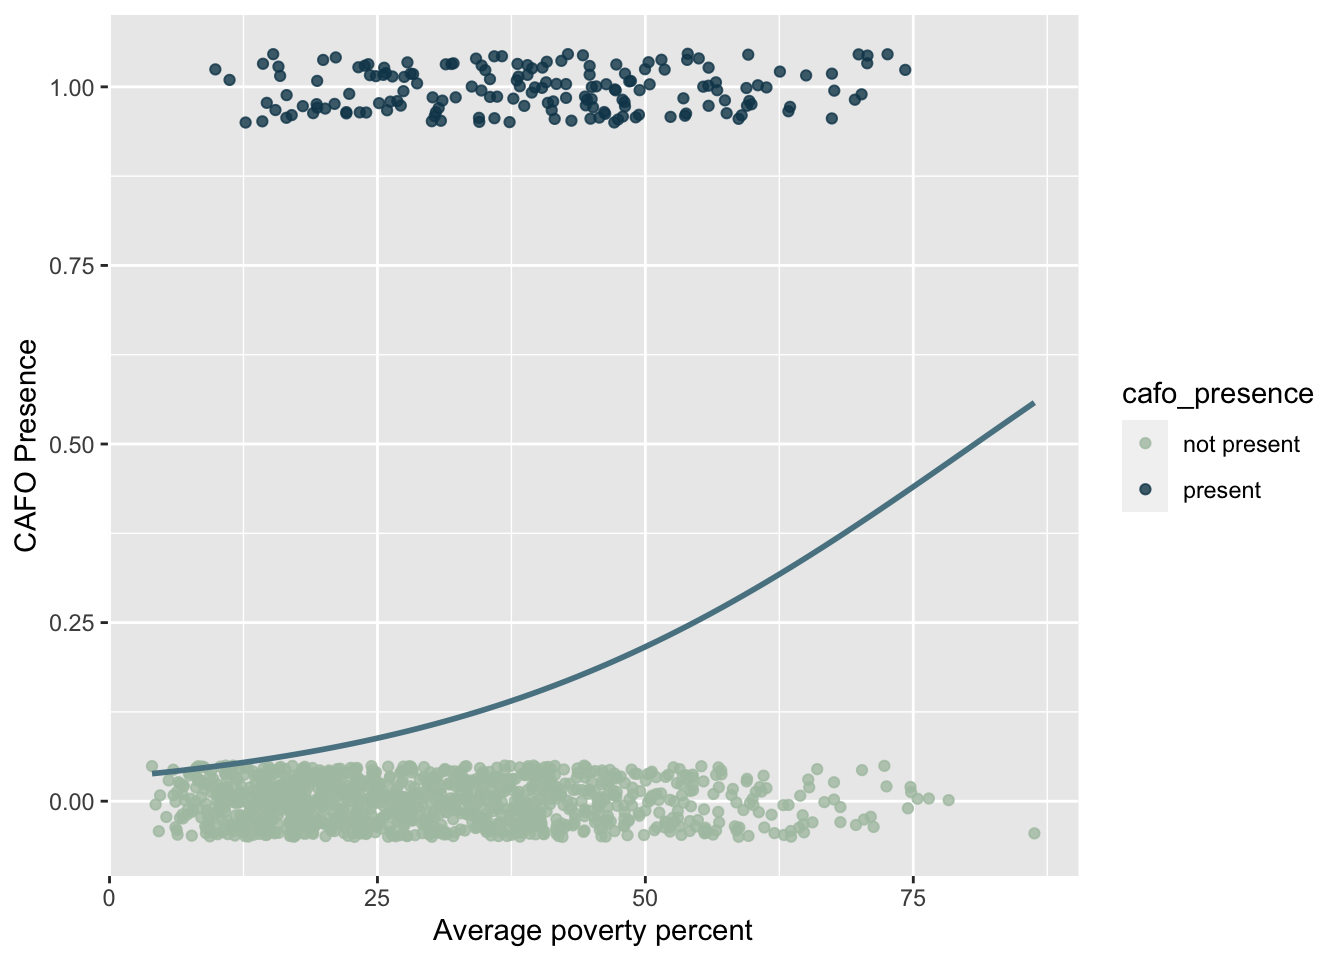 1.00
0.75
0.50
0.25
0.00
CAFO Presence
0 25 50 75
Average poverty percent
cafo_presence
not present
present